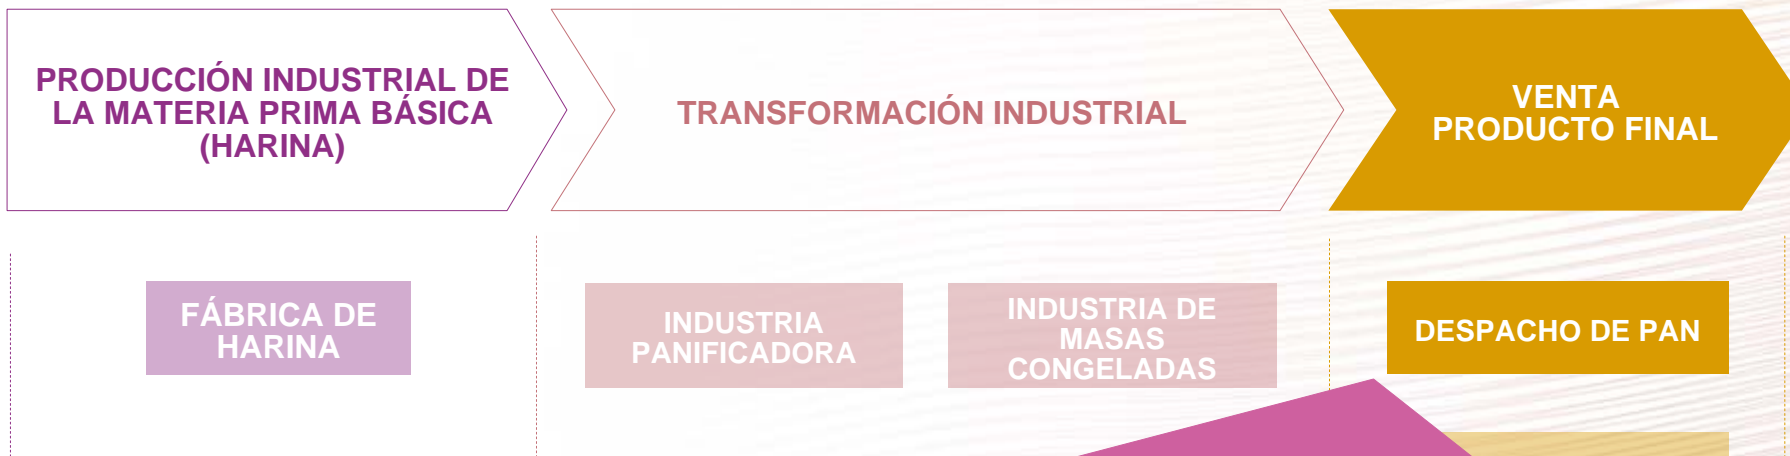 PRODUCCIÓN INDUSTRIAL DE
LA MATERIA PRIMA BÁSICA
(HARINA)
TRANSFORMACIÓN INDUSTRIAL
VENTA
PRODUCTO FINAL
FÁBRICA DE
HARINA
INDUSTRIA
PANIFICADORA
INDUSTRIA DE
MASAS
CONGELADAS
DESPACHO DE PAN